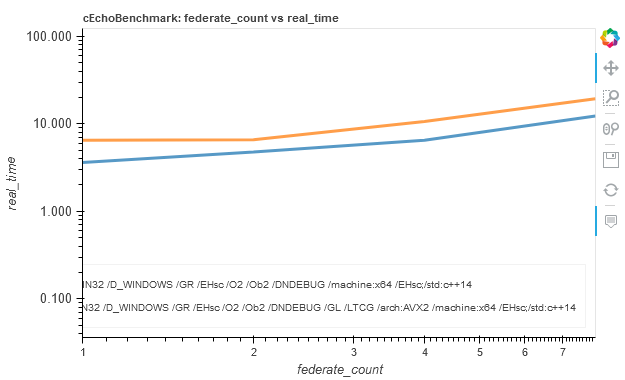 cEchoBenchmark: federate_count vs real_time
100.000
10.000
1.000
0.100
real_time
IN32 /D_WINDOWS /GR /EHsc /O2 /Ob2 /DNDEBUG /machine:x64 /EHsc;/std:c++14
N32 /D_WINDOWS /GR /EHsc /O2 /Ob2 /DNDEBUG /GL /LTCG /arch:AVX2 /machine:x64 /EHsc;/std:c++14
1 2 3 4 5 6 7
federate_count